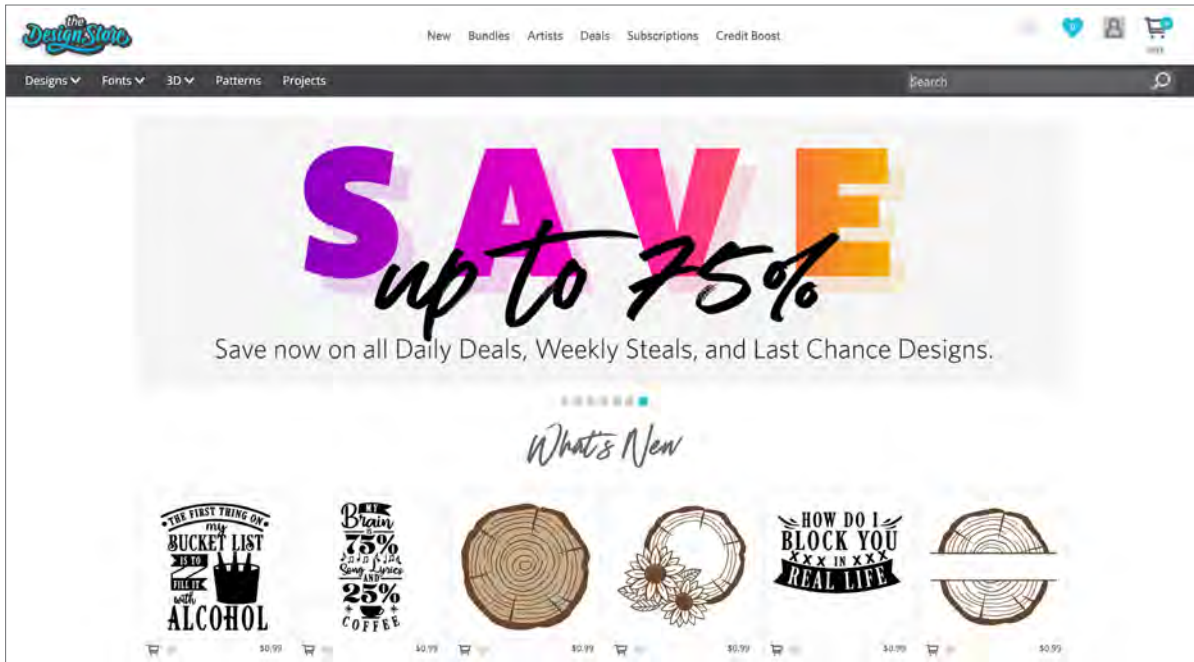 the
Design Store
New Bundles Artists Deals Subscriptions Credit Boost
0
Designs Fonts 3D Patterns Projects
Search
SAVE
up to 75%
Save now on all Daily Deals, Weekly Steals, and Last Chance Designs.
What's New
• THE FIRST THING ON •
my
BUCKET LIST
IS TO
FILL IT
with
ALCOHOL
MY
Brain
IS
75%
Song Lyrics
AND
25%
COFFEE
HOW DO I
BLOCK YOU
XXX IN XXX
REAL LIFE
$0.99 $0.99 $0.99 $0.99 $0.99 $0.99